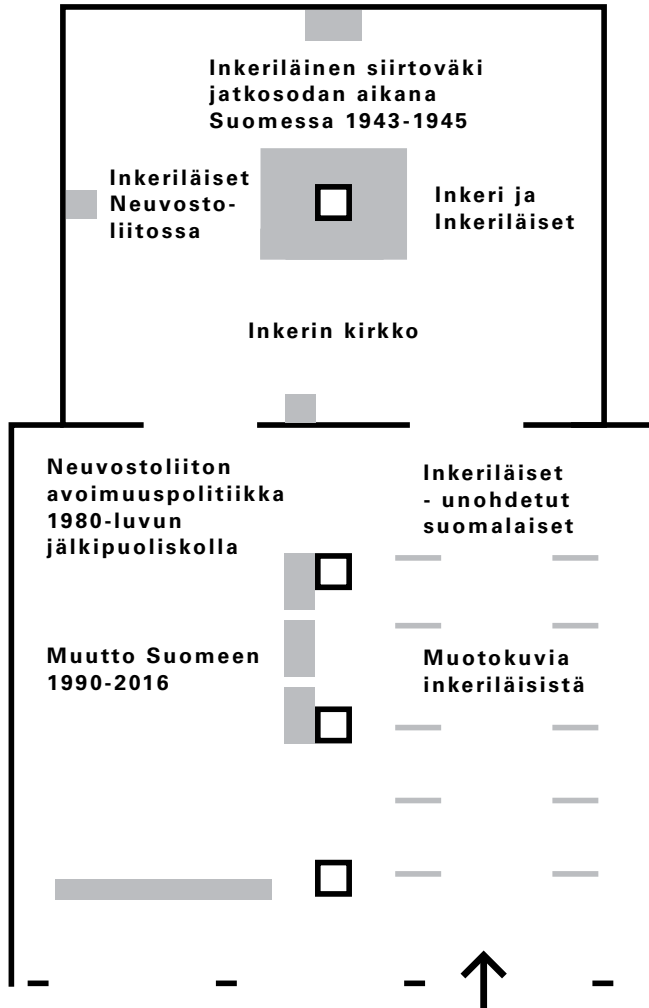 Inkeriläinen siirtoväki
jatkosodan aikana
Suomessa 1943-1945
Inkeriläiset
Neuvosto-
liitossa
Inkeri ja
Inkeriläiset
Inkerin kirkko
Neuvostoliiton
avoimuuspolitiikka
1980-luvun
jälkipuoliskolla
Inkeriläiset
- unohdetut
suomalaiset
Muutto Suomeen
1990-2016
Muotokuvia
inkeriläisistä